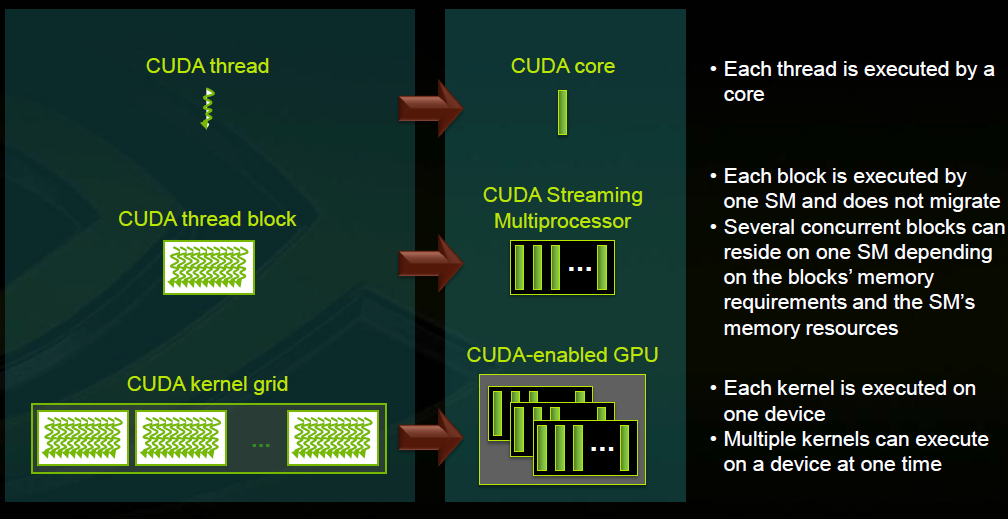 CUDA thread
CUDA core
• Each thread is executed by a
core
CUDA thread block
CUDA Streaming
Multiprocessor
...
• Each block is executed by
one SM and does not migrate
• Several concurrent blocks can
reside on one SM depending
on the blocks’ memory
requirements and the SM’s
memory resources
CUDA kernel grid
...
CUDA-enabled GPU
...
• Each kernel is executed on
one device
• Multiple kernels can execute
on a device at one time